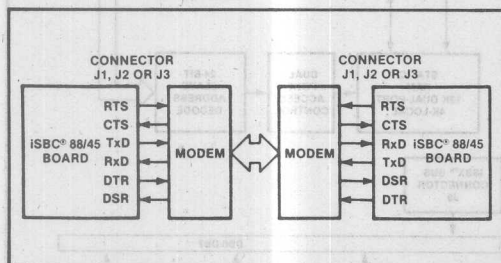 CONNECTOR
J1, J2 OR J3
CONNECTOR
J1, J2 OR J3
iSBC® 88/45
BOARD
RTS
CTS
TxD
RxD
DTR
DSR
MODEM
MODEM
RTS
CTS
RxD
TxD
DSR
DTR
iSBC® 88/45
BOARD